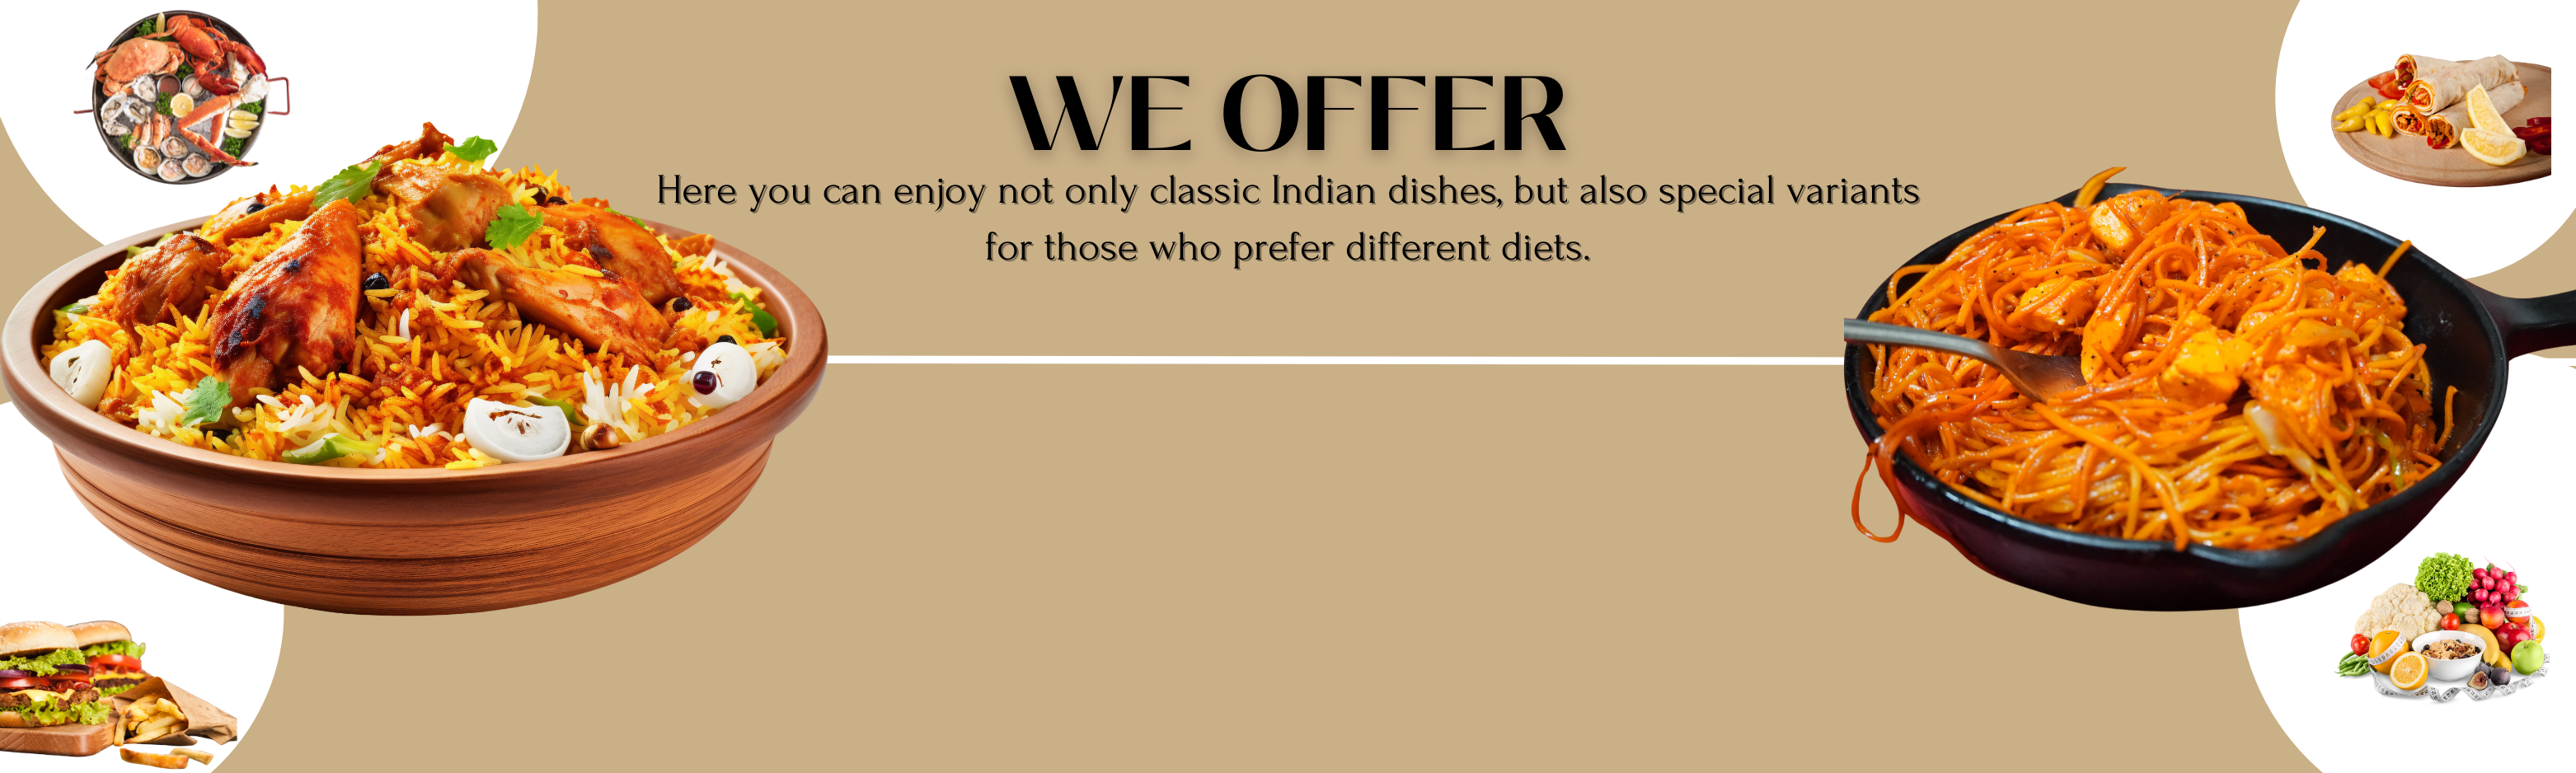 WE OFFER
Here you can enjoy not only classic Indian dishes, but also special variants
for those who prefer different diets.